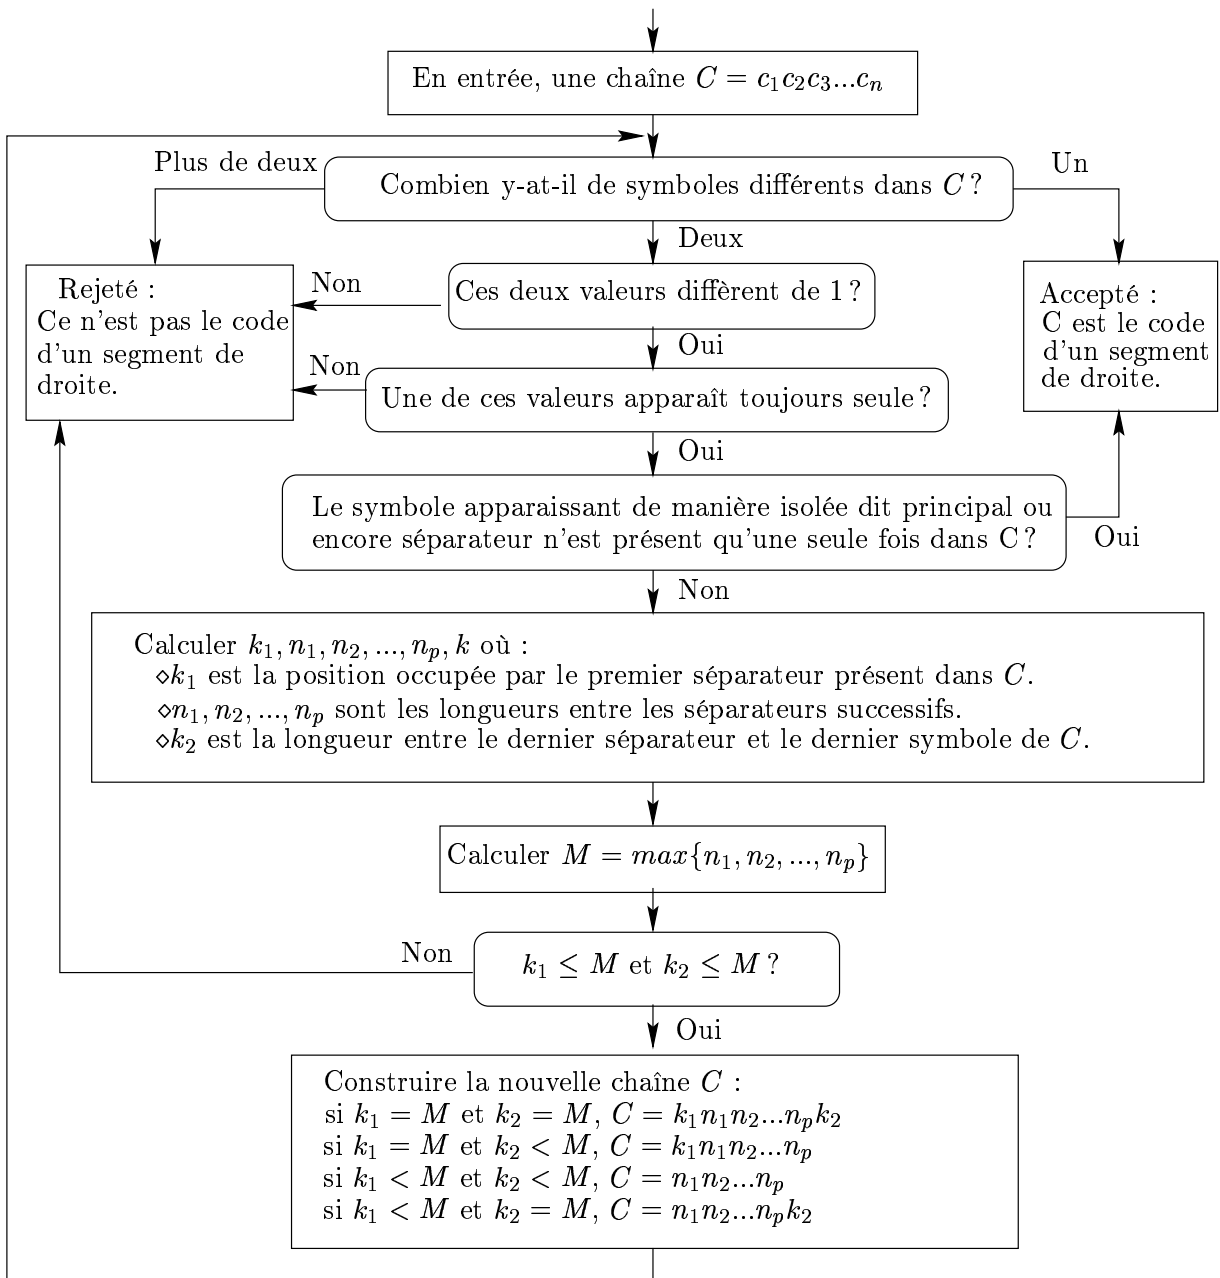 En entrée, une chaîne $C = c_1c_2c_3...c_n$
Plus de deux
Combien y-at-il de symboles différents dans $C$ ?
Un
Deux
Rejeté :
Ce n'est pas le code
d'un segment de
droite.
Non
Ces deux valeurs diffèrent de 1 ?
Accepté :
C est le code
d'un segment
de droite.
Oui
Non
Une de ces valeurs apparaît toujours seule ?
Oui
Le symbole apparaissant de manière isolée dit principal ou
encore séparateur n'est présent qu'une seule fois dans C ?
Oui
Non
Calculer $k_1, n_1, n_2, ..., n_p, k$ où :
⋄$k_1$ est la position occupée par le premier séparateur présent dans $C$.
⋄$n_1, n_2, ..., n_p$ sont les longueurs entre les séparateurs successifs.
⋄$k_2$ est la longueur entre le dernier séparateur et le dernier symbole de $C$.
Calculer $M = max\{n_1, n_2, ..., n_p\}$
Non
$k_1 \leq M$ et $k_2 \leq M$ ?
Oui
Construire la nouvelle chaîne $C$ :
si $k_1 = M$ et $k_2 = M$, $C = k_1n_1n_2...n_pk_2$
si $k_1 = M$ et $k_2 < M$, $C = k_1n_1n_2...n_p$
si $k_1 < M$ et $k_2 < M$, $C = n_1n_2...n_p$
si $k_1 < M$ et $k_2 = M$, $C = n_1n_2...n_pk_2$